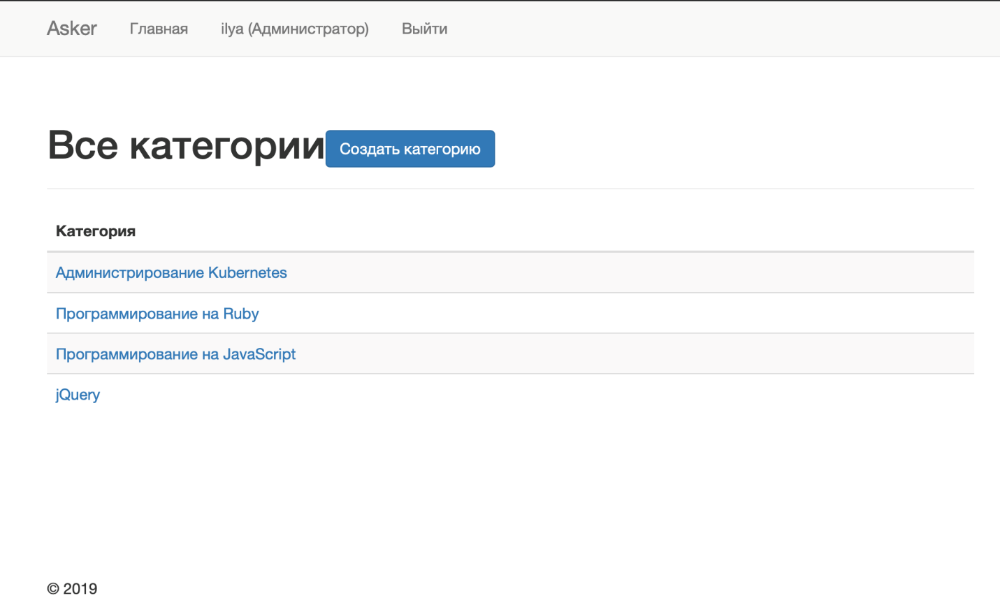 Asker Главная ilya (Администратор) Выйти
Все категории Создать категорию
Категория
Администрирование Kubernetes
Программирование на Ruby
Программирование на JavaScript
jQuery
© 2019